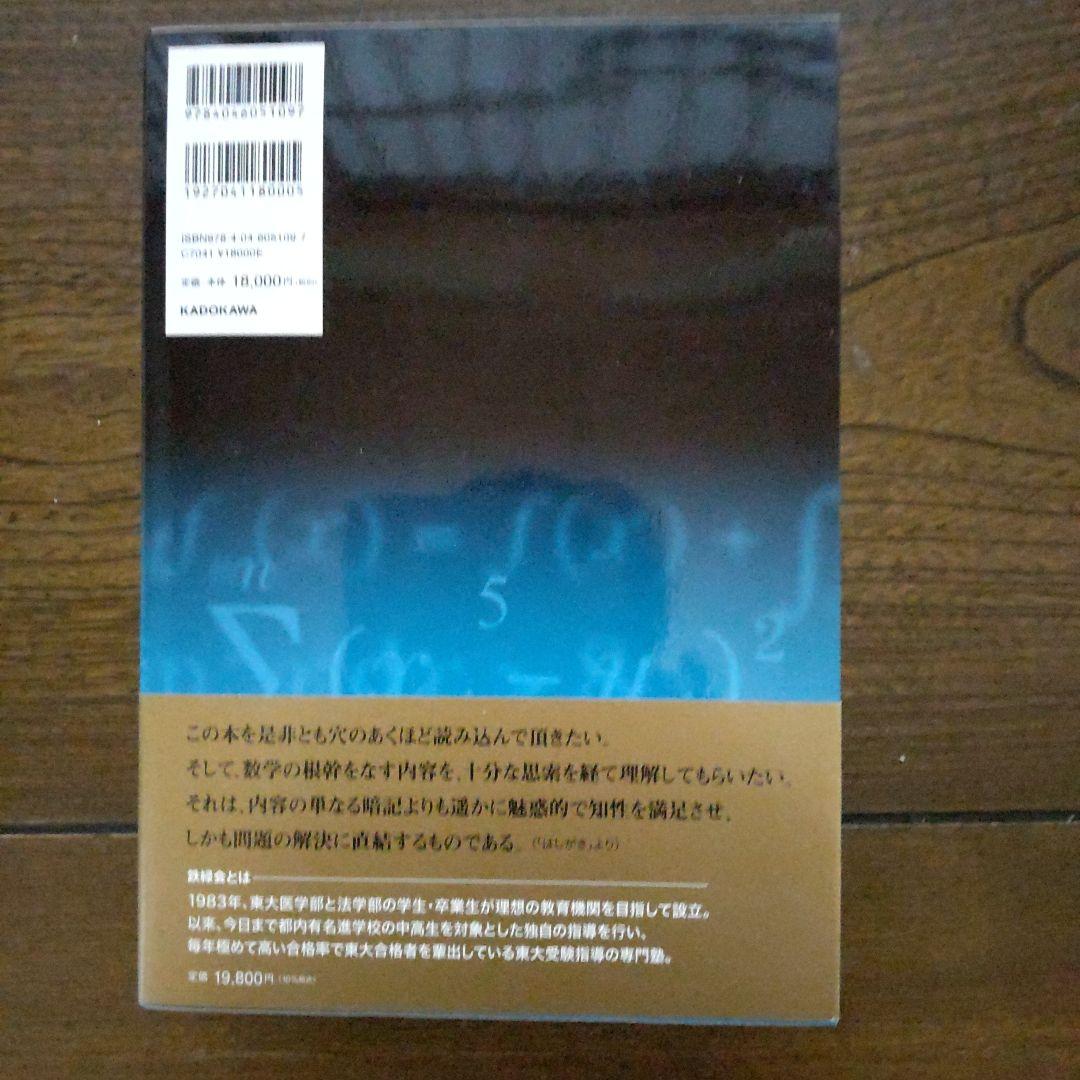 9784046051097
1927041180005
ISBN978-4-04-605109-7
C7041 ¥18000E
定価 本体 18,000円(税別)
KADOKAWA
(x) = ∫(x) + ∫
n
5
2
Σ
この本を是非とも穴のあくほど読み込んで頂きたい。
そして、数学の根幹をなす内容を、十分な思索を経て理解してもらいたい。
それは、内容の単なる暗記よりも遥かに魅惑的で知性を満足させ、
しかも問題の解決に直結するものである。(「はしがき」より)
鉄緑会とは
1983年、東大医学部と法学部の学生・卒業生が理想の教育機関を目指して設立。
以来、今日まで都内有名進学校の中高生を対象とした独自の指導を行い、
毎年極めて高い合格率で東大合格者を輩出している東大受験指導の専門塾。
定価 19,800円(10%税込)